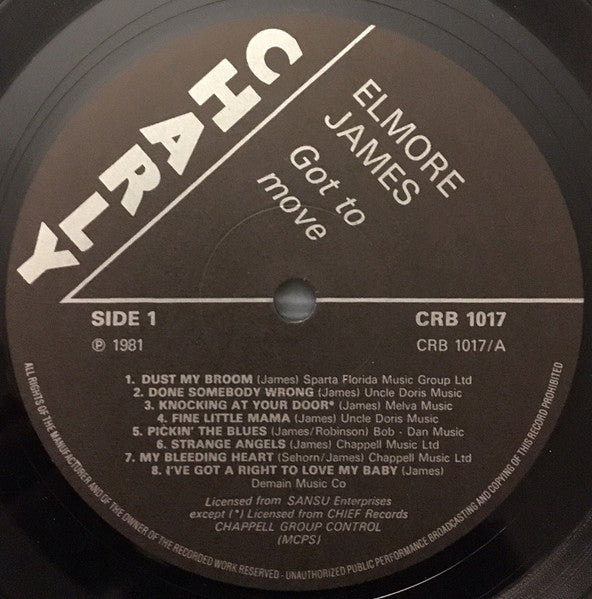 CHARLY
ELMORE
JAMES
Got to
move
SIDE 1
CRB 1017
℗ 1981
CRB 1017/A
1. DUST MY BROOM (James) Sparta Florida Music Group Ltd
2. DONE SOMEBODY WRONG (James) Uncle Doris Music
3. KNOCKING AT YOUR DOOR* (James) Melva Music
4. FINE LITTLE MAMA (James) Uncle Doris Music
5. PICKIN' THE BLUES (James/Robinson) Bob - Dan Music
6. STRANGE ANGELS (James) Chappell Music Ltd
7. MY BLEEDING HEART (Sehorn/James) Chappell Music Ltd
8. I'VE GOT A RIGHT TO LOVE MY BABY (James)
Demain Music Co
Licensed from SANSU Enterprises
except (*) Licensed from CHIEF Records
CHAPPELL GROUP CONTROL
(MCPS)
ALL RIGHTS OF THE MANUFACTURER AND OF THE OWNER OF THE RECORDED WORK RESERVED - UNAUTHORIZED PUBLIC PERFORMANCE BROADCASTING AND COPYING OF THIS RECORD PROHIBITED